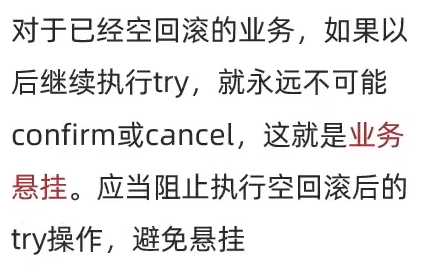 对于已经空回滚的业务，如果以
后继续执行try，就永远不可能
confirm或cancel，这就是业务
悬挂。应当阻止执行空回滚后的
try操作，避免悬挂